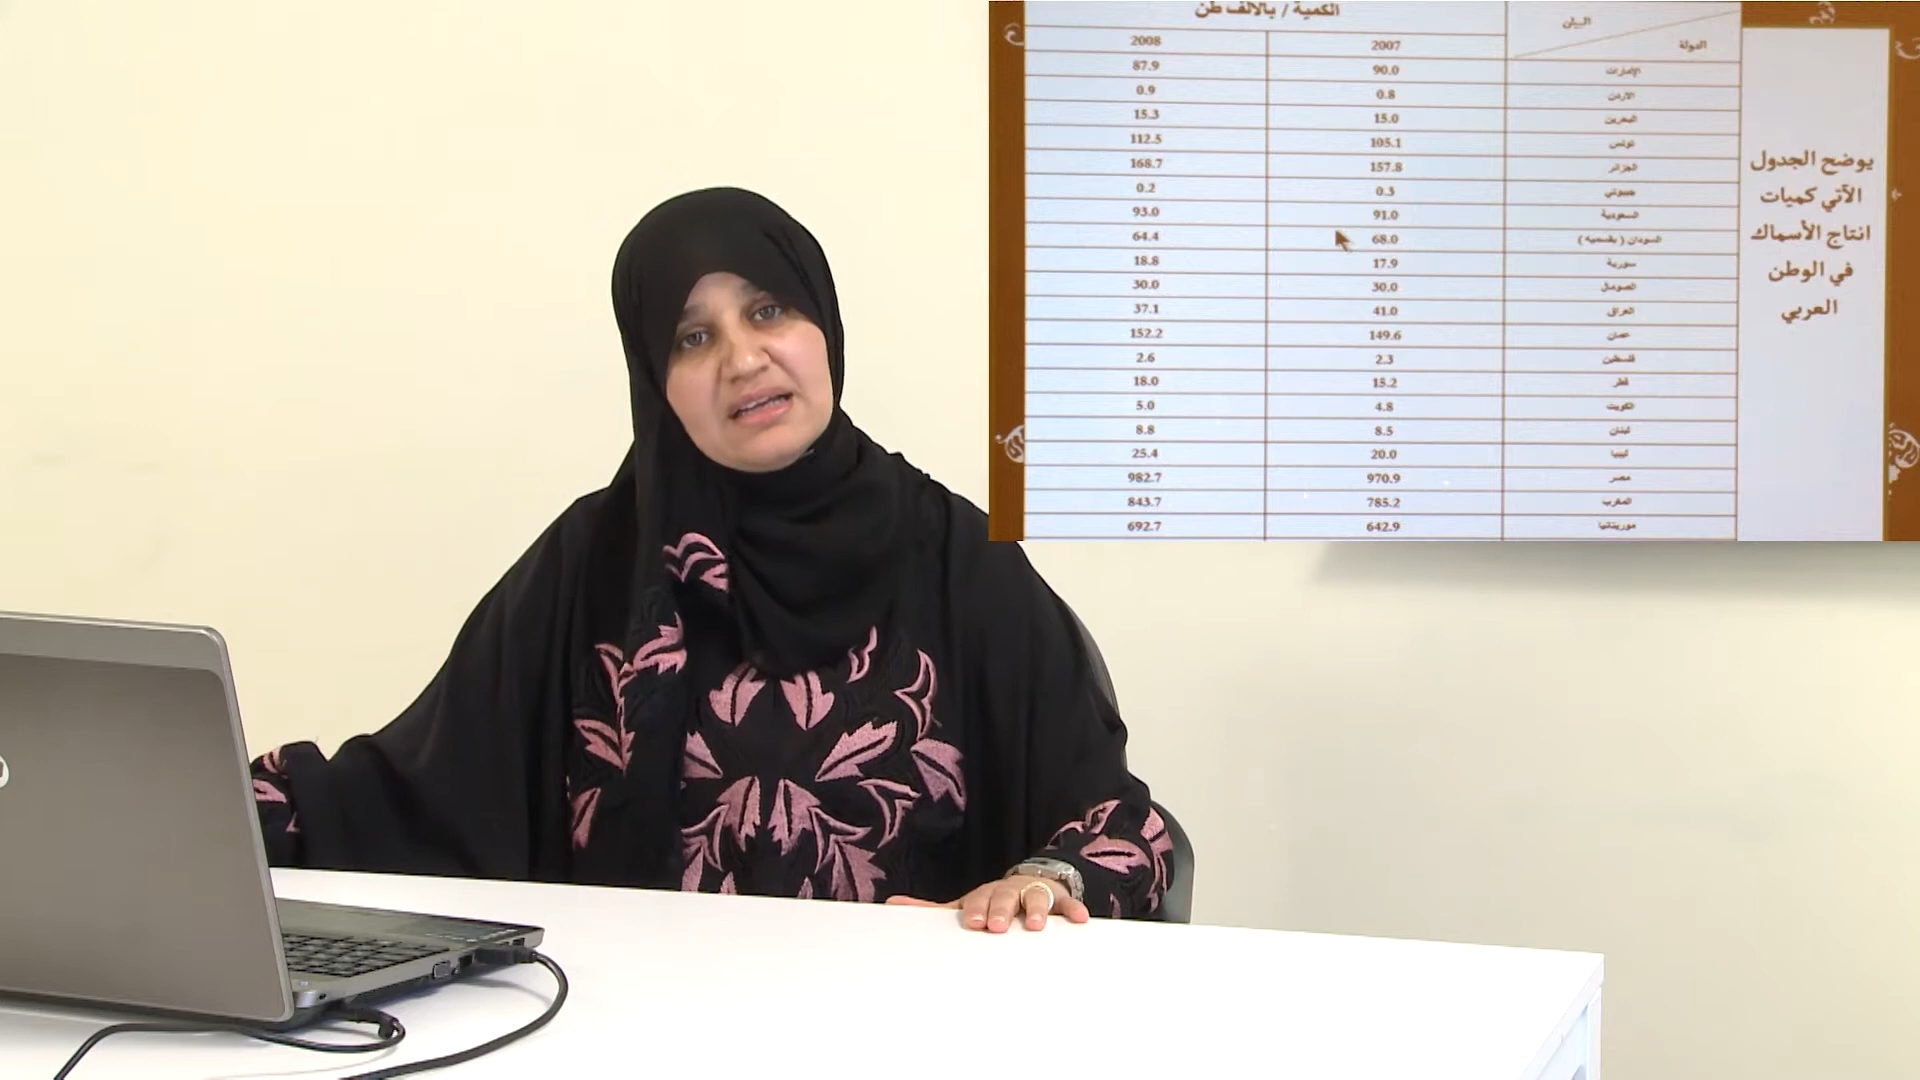 الكمية / بالالف طن
البيان
الدولة
2007 2008
الإمارات 90.0 87.9
الاردن 0.8 0.9
البحرين 15.0 15.3
تونس 105.1 112.5
الجزائر 157.8 168.7
جيبوتي 0.3 0.2
السعودية 91.0 93.0
السودان ( بقسميه ) 68.0 64.4
سورية 17.9 18.8
الصومال 30.0 30.0
العراق 41.0 37.1
عمان 149.6 152.2
فلسطين 2.3 2.6
قطر 15.2 18.0
الكويت 4.8 5.0
لبنان 8.5 8.8
ليبيا 20.0 25.4
مصر 970.9 982.7
المغرب 785.2 843.7
موريتانيا 642.9 692.7
يوضح الجدول
الآتي كميات
انتاج الأسماك
في الوطن
العربي